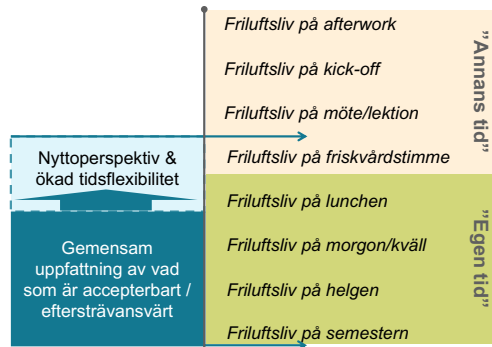 Friluftsliv på afterwork
Friluftsliv på kick-off
Friluftsliv på möte/lektion
Friluftsliv på friskvårdstimme
”Annans tid”
Nyttoperspektiv &
ökad tidsflexibilitet
Friluftsliv på lunchen
Friluftsliv på morgon/kväll
Friluftsliv på helgen
Friluftsliv på semestern
”Egen tid”
Gemensam
uppfattning av vad
som är accepterbart /
eftersträvansvärt